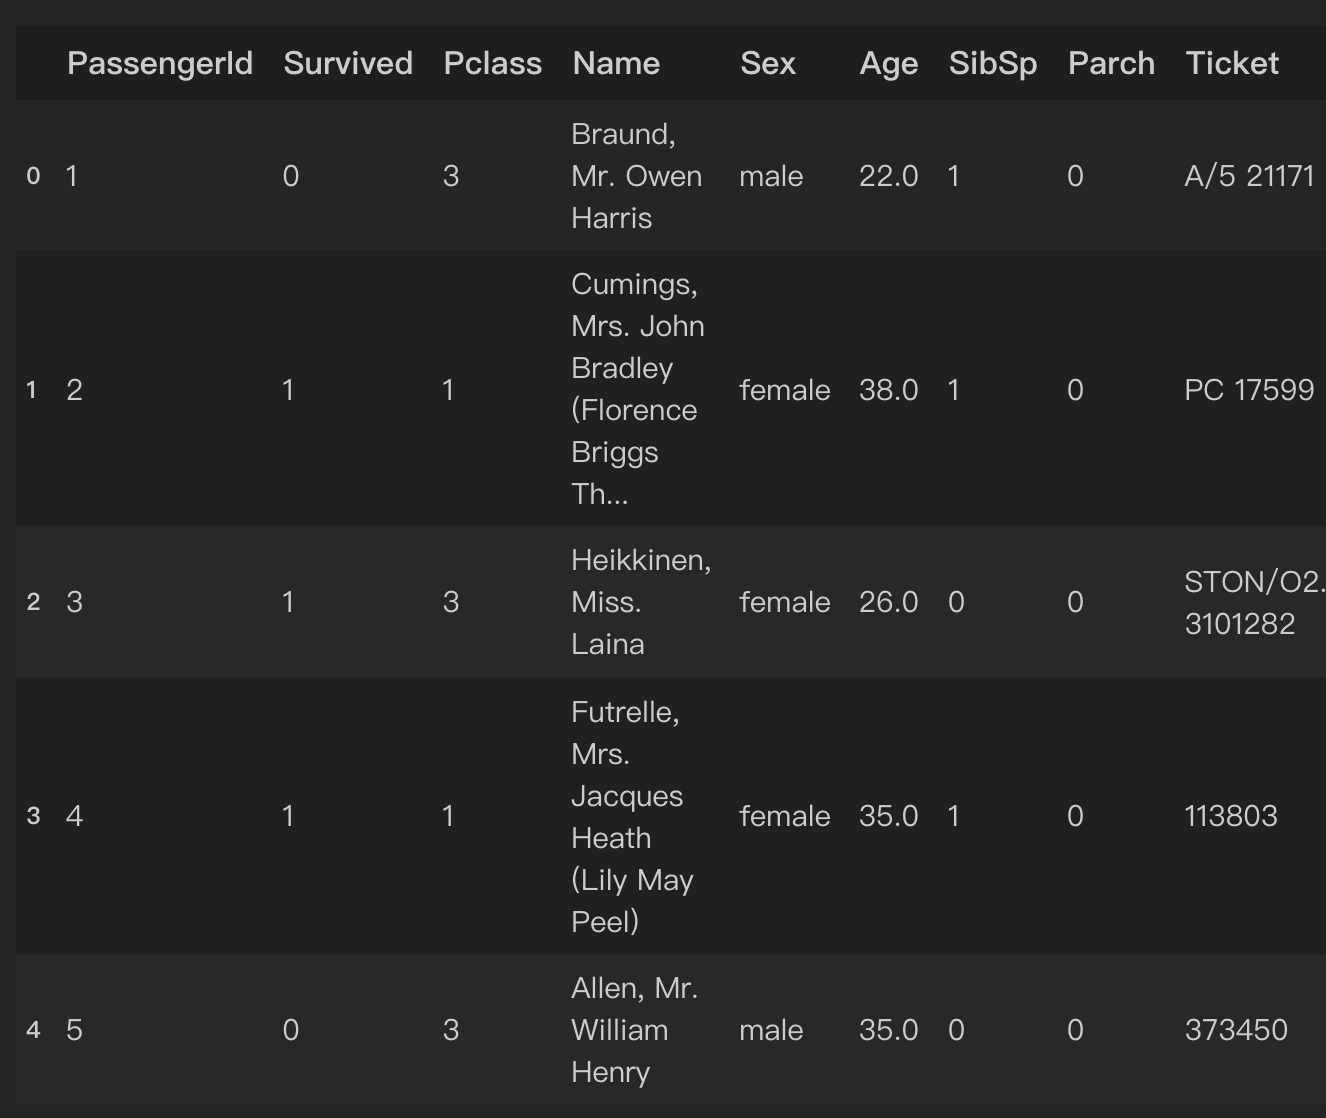 PassengerId Survived Pclass Name Sex Age SibSp Parch Ticket
0 1 0 3 Braund, Mr. Owen Harris male 22.0 1 0 A/5 21171
1 2 1 1 Cumings, Mrs. John Bradley (Florence Briggs Th... female 38.0 1 0 PC 17599
2 3 1 3 Heikkinen, Miss. Laina female 26.0 0 0 STON/O2. 3101282
3 4 1 1 Futrelle, Mrs. Jacques Heath (Lily May Peel) female 35.0 1 0 113803
4 5 0 3 Allen, Mr. William Henry male 35.0 0 0 373450